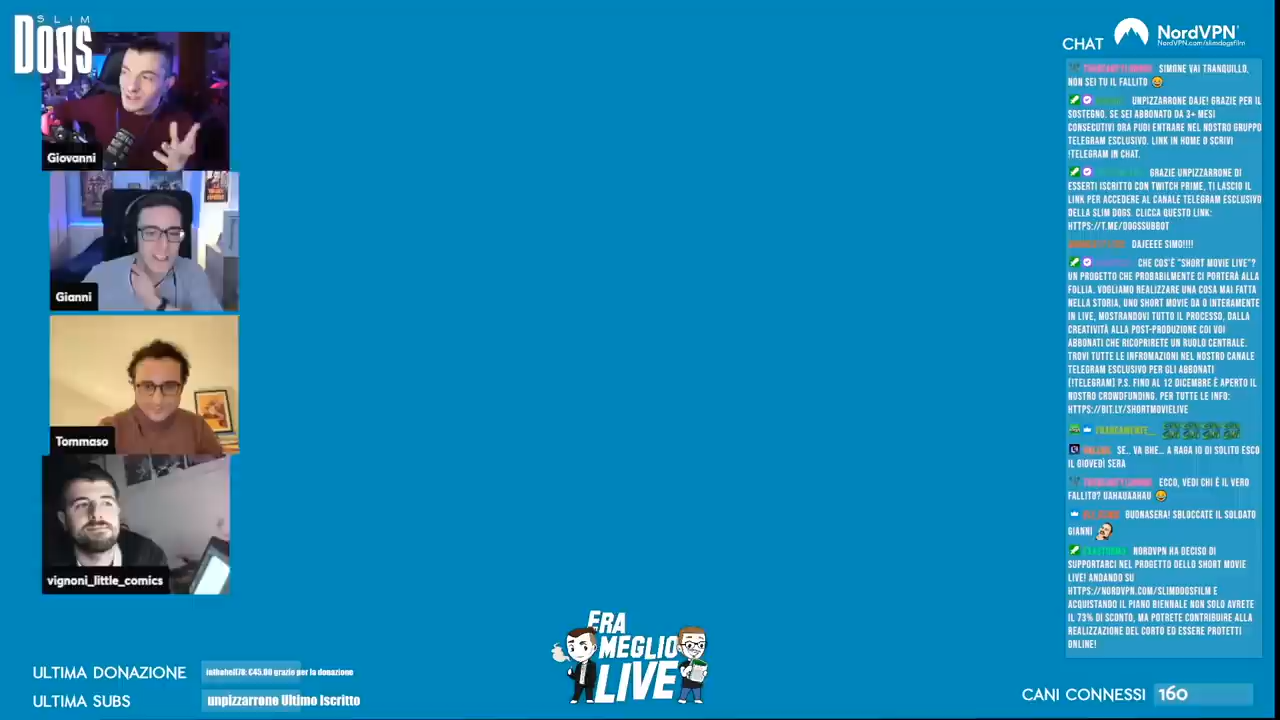 SLIM
Dogs
Giovanni
Gianni
Tommaso
vignoni_little_comics
ERA
MEGLIO
LIVE
ULTIMA DONAZIONE
inthehell78: €45.00 grazie per la donazione
ULTIMA SUBS
unpizzarrone Ultimo Iscritto
CHAT
NordVPN®
NordVPN.com/slimdogsfilm
SIMONE VAI TRANQUILLO,
NON SEI TU IL FALLITO
UNPIZZARRONE DAJE! GRAZIE PER IL
SOSTEGNO. SE SEI ABBONATO DA 3+ MESI
CONSECUTIVI ORA PUOI ENTRARE NEL NOSTRO GRUPPO
TELEGRAM ESCLUSIVO. LINK IN HOME O SCRIVI
!TELEGRAM IN CHAT.
GRAZIE UNPIZZARRONE DI
ESSERTI ISCRITTO CON TWITCH PRIME, TI LASCIO IL
LINK PER ACCEDERE AL CANALE TELEGRAM ESCLUSIVO
DELLA SLIM DOGS. CLICCA QUESTO LINK:
HTTPS://T.ME/DOGSSUBBOT
DAJEEEE SIMO!!!!
CHE COS'È "SHORT MOVIE LIVE"?
UN PROGETTO CHE PROBABILMENTE CI PORTERÀ ALLA
FOLLIA. VOGLIAMO REALIZZARE UNA COSA MAI FATTA
NELLA STORIA, UNO SHORT MOVIE DA 0 INTERAMENTE
IN LIVE, MOSTRANDOVI TUTTO IL PROCESSO, DALLA
CREATIVITÀ ALLA POST-PRODUZIONE COI VOI
ABBONATI CHE RICOPRIRETE UN RUOLO CENTRALE.
TROVI TUTTE LE INFROMAZIONI NEL NOSTRO CANALE
TELEGRAM ESCLUSIVO PER GLI ABBONATI
[!TELEGRAM] P.S. FINO AL 12 DICEMBRE È APERTO IL
NOSTRO CROWDFUNDING. PER TUTTE LE INFO:
HTTPS://BIT.LY/SHORTMOVIELIVE
SE.. VA BHE... A RAGA IO DI SOLITO ESCO
IL GIOVEDÌ SERA
ECCO, VEDI CHI È IL VERO
FALLITO? UAHAUAHAU
BUONASERA! SBLOCCATE IL SOLDATO
GIANNI
NORDVPN HA DECISO DI
SUPPORTARCI NEL PROGETTO DELLO SHORT MOVIE
LIVE! ANDANDO SU
HTTPS://NORDVPN.COM/SLIMDOGSFILM E
ACQUISTANDO IL PIANO BIENNALE NON SOLO AVRETE
IL 73% DI SCONTO, MA POTRETE CONTRIBUIRE ALLA
REALIZZAZIONE DEL CORTO ED ESSERE PROTETTI
ONLINE!
CANI CONNESSI 160